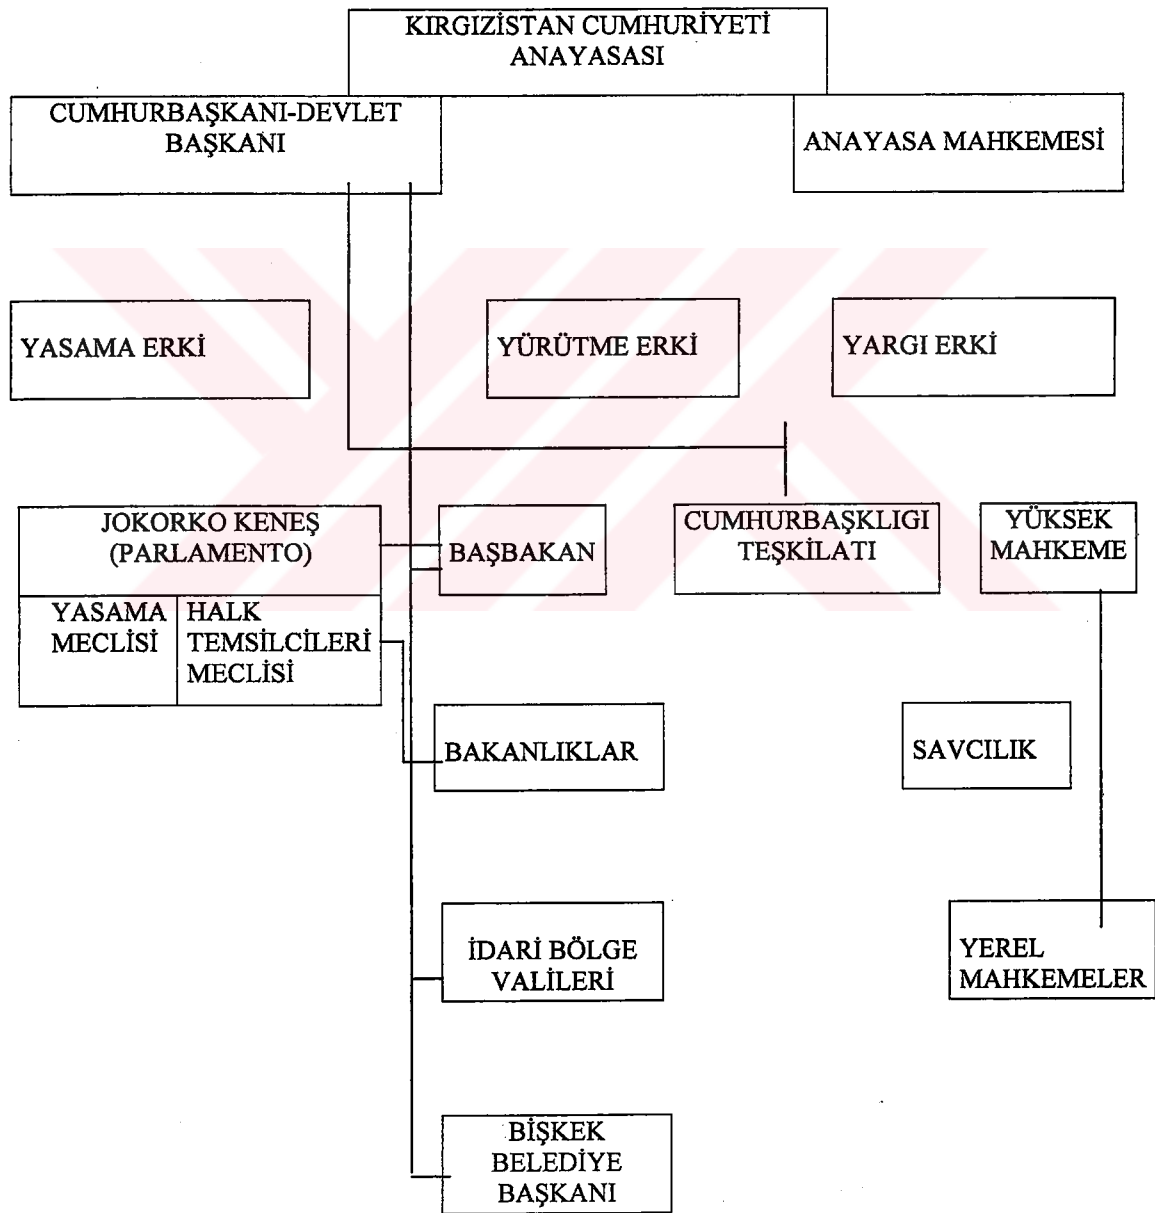 KIRGIZİSTAN CUMHURİYETİ
ANAYASASI
CUMHURBAŞKANI-DEVLET
BAŞKANI
ANAYASA MAHKEMESİ
YASAMA ERKİ
YÜRÜTME ERKİ
YARGI ERKİ
JOKORKO KENEŞ
(PARLAMENTO)
BAŞBAKAN
CUMHURBAŞKLIGI
TEŞKİLATI
YÜKSEK
MAHKEME
YASAMA
MECLİSİ
HALK
TEMSİLCİLERİ
MECLİSİ
BAKANLIKLAR
SAVCILIK
İDARİ BÖLGE
VALİLERİ
YEREL
MAHKEMELER
BİŞKEK
BELEDİYE
BAŞKANI